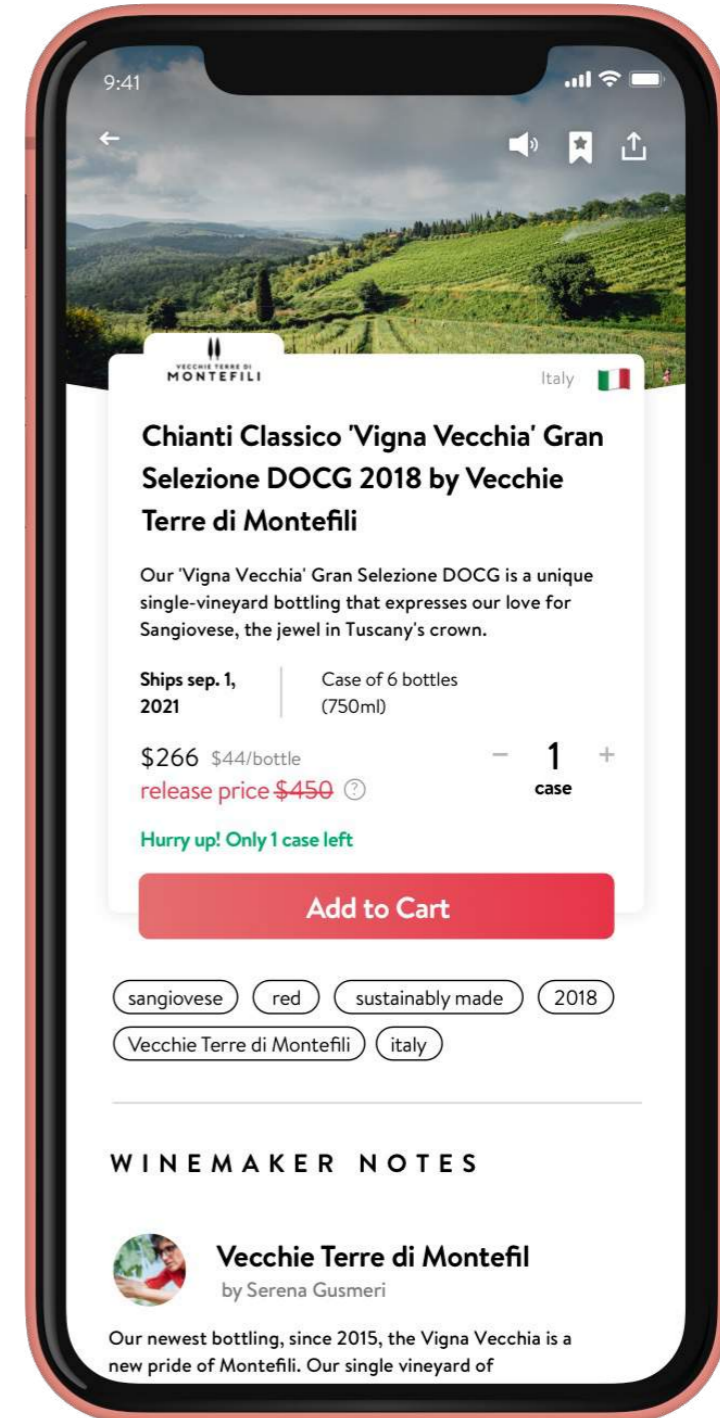 9:41
VECCHIE TERRE DI
MONTEFILI
Italy
Chianti Classico 'Vigna Vecchia' Gran
Selezione DOCG 2018 by Vecchie
Terre di Montefili
Our 'Vigna Vecchia' Gran Selezione DOCG is a unique
single-vineyard bottling that expresses our love for
Sangiovese, the jewel in Tuscany's crown.
Ships sep. 1,
2021
Case of 6 bottles
(750ml)
$266 $44/bottle
− 1 +
release price $450 ?
case
Hurry up! Only 1 case left
Add to Cart
sangiovese red sustainably made 2018
Vecchie Terre di Montefili italy
WINEMAKER NOTES
Vecchie Terre di Montefil
by Serena Gusmeri
Our newest bottling, since 2015, the Vigna Vecchia is a
new pride of Montefili. Our single vineyard of